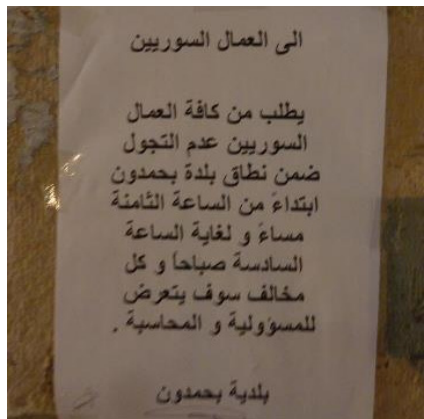 الى العمال السوريين
يطلب من كافة العمال
السوريين عدم التجول
ضمن نطاق بلدة بحمدون
ابتداءً من الساعة الثامنة
مساءً و لغاية الساعة
السادسة صباحاً و كل
مخالف سوف يتعرض
للمسؤولية و المحاسبة .
بلدية بحمدون